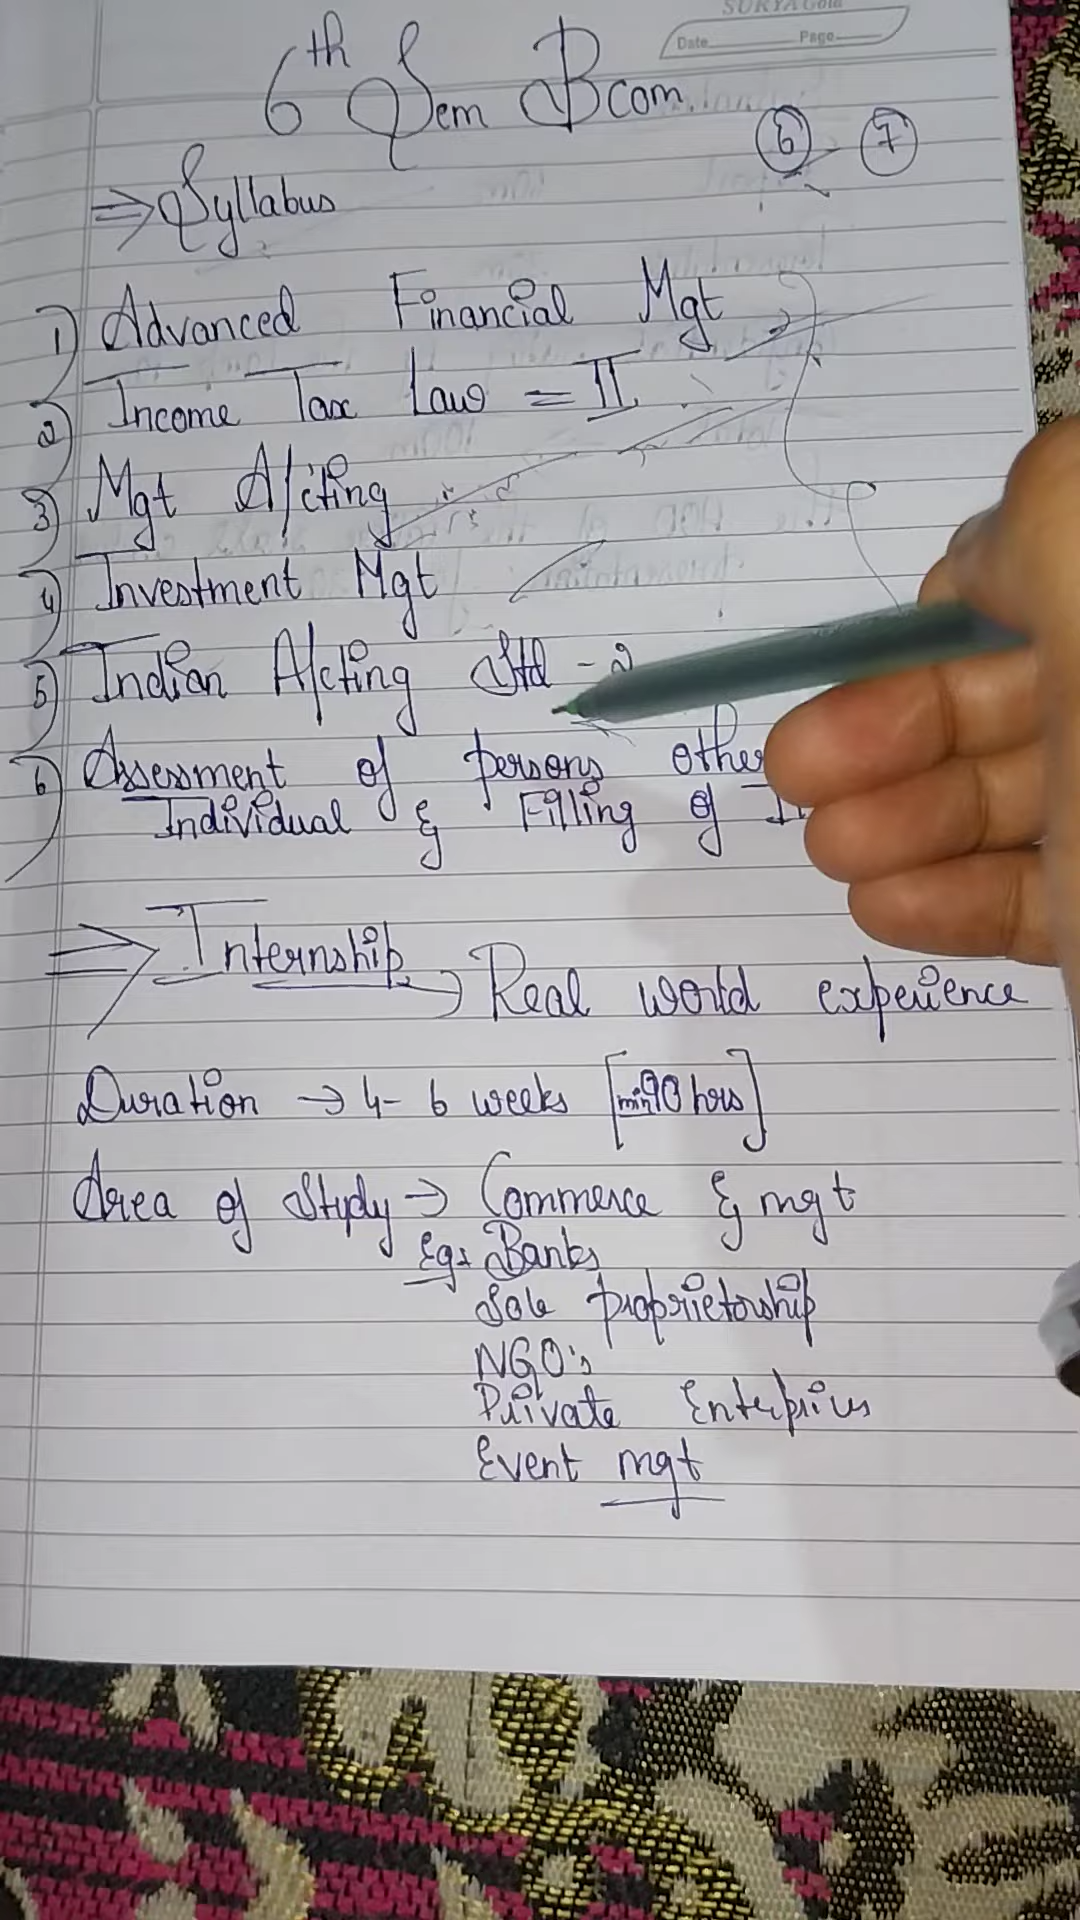 SURYA Gold
Date Page
6th Sem Bcom
6 7
⇒ Syllabus
1) Advanced Financial Mgt
2) Income Tax Law = II
3) Mgt A/cting
4) Investment Mgt
5) Indian A/cting Std - 2
6) Assessment of persons other
Individual & Filling of
⇒ Internship → Real world experience
Duration → 4- 6 weeks [min 90 hours]
Area of Study → Commerce & mgt
Eg: Banks
Sole proprietorship
NGO's
Private Enterprises
Event mgt